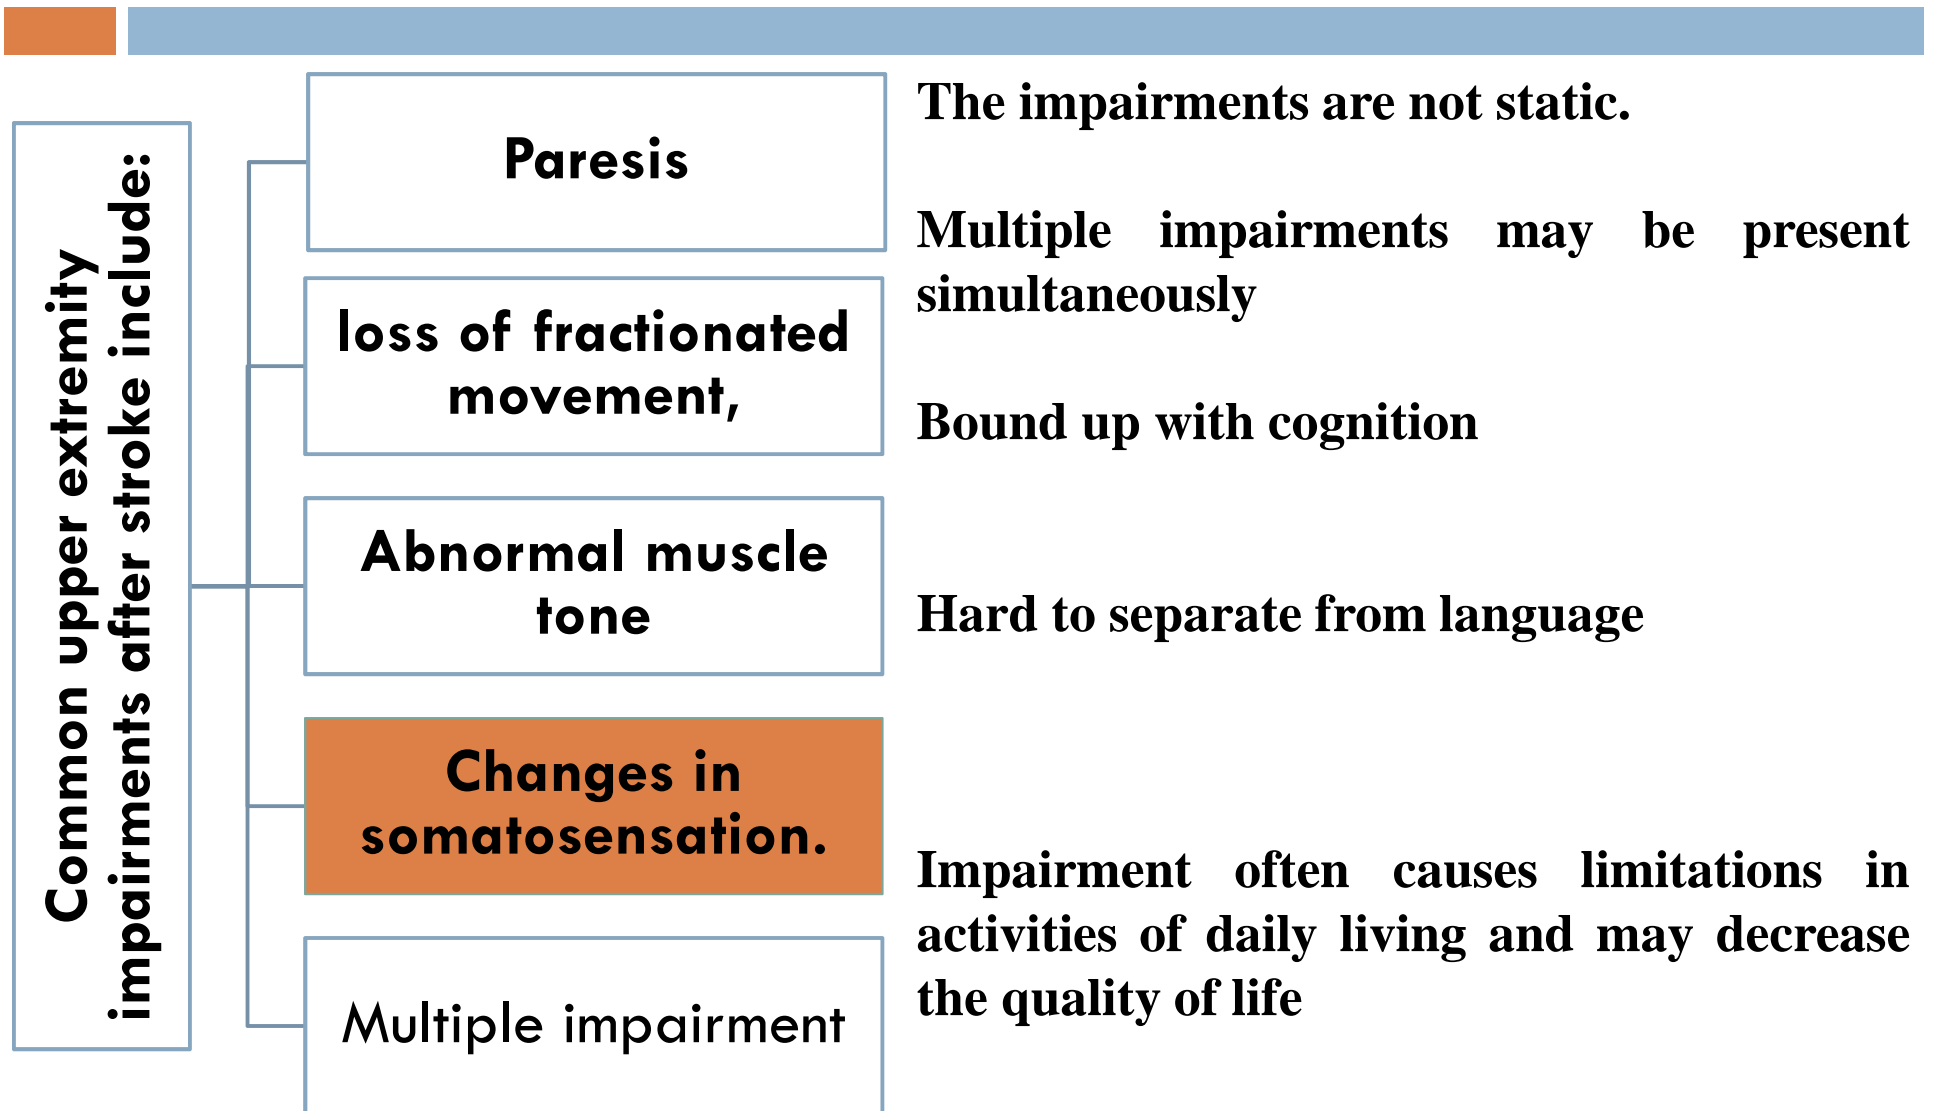 Common upper extremity
impairments after stroke include:
Paresis
loss of fractionated
movement,
Abnormal muscle
tone
Changes in
somatosensation.
Multiple impairment
The impairments are not static.
Multiple impairments may be present
simultaneously
Bound up with cognition
Hard to separate from language
Impairment often causes limitations in
activities of daily living and may decrease
the quality of life